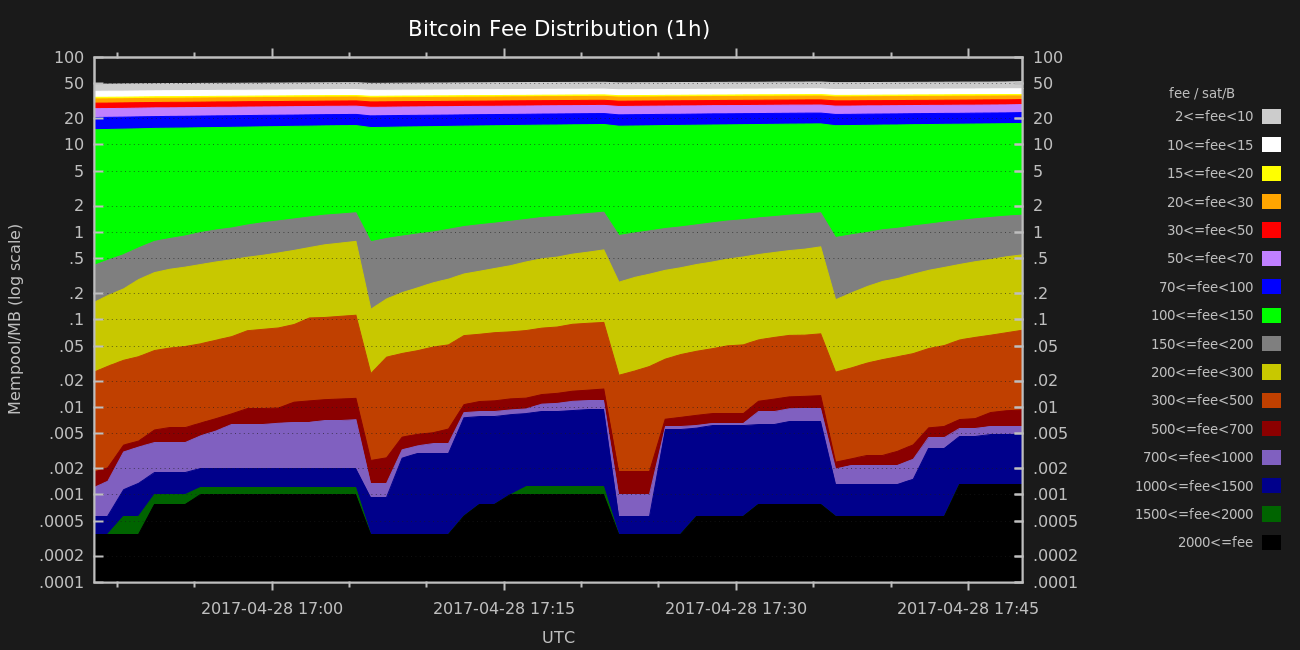 Bitcoin Fee Distribution (1h)
Mempool/MB (log scale)
100
50
20
10
5
2
1
.5
.2
.1
.05
.02
.01
.005
.002
.001
.0005
.0002
.0001
100
50
20
10
5
2
1
.5
.2
.1
.05
.02
.01
.005
.002
.001
.0005
.0002
.0001
fee / sat/B
2<=fee<10
10<=fee<15
15<=fee<20
20<=fee<30
30<=fee<50
50<=fee<70
70<=fee<100
100<=fee<150
150<=fee<200
200<=fee<300
300<=fee<500
500<=fee<700
700<=fee<1000
1000<=fee<1500
1500<=fee<2000
2000<=fee
2017-04-28 17:00 2017-04-28 17:15 2017-04-28 17:30 2017-04-28 17:45
UTC